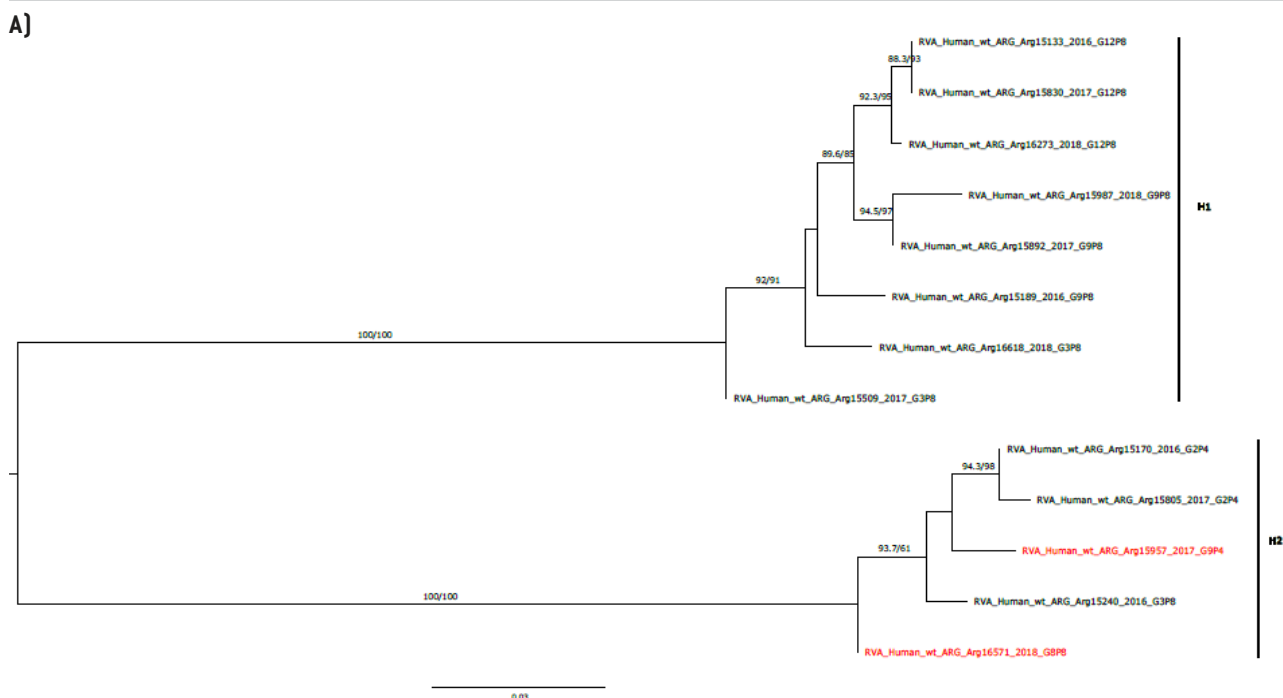 A)
RVA_Human_wt_ARG_Arg15133_2016_G12P8
88.3/93
RVA_Human_wt_ARG_Arg15830_2017_G12P8
92.3/95
RVA_Human_wt_ARG_Arg16273_2018_G12P8
89.6/85
RVA_Human_wt_ARG_Arg15987_2018_G9P8
H1
94.5/97
RVA_Human_wt_ARG_Arg15892_2017_G9P8
92/91
RVA_Human_wt_ARG_Arg15189_2016_G9P8
100/100
RVA_Human_wt_ARG_Arg16618_2018_G3P8
RVA_Human_wt_ARG_Arg15509_2017_G3P8
RVA_Human_wt_ARG_Arg15170_2016_G2P4
94.3/98
RVA_Human_wt_ARG_Arg15805_2017_G2P4
H2
93.7/61
RVA_Human_wt_ARG_Arg15957_2017_G9P4
100/100
RVA_Human_wt_ARG_Arg15240_2016_G3P8
RVA_Human_wt_ARG_Arg16571_2018_G8P8
0.03